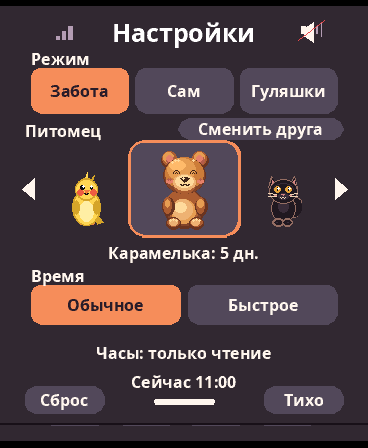 Настройки
Режим
Забота Сам Гуляшки
Питомец Сменить друга
Карамелька: 5 дн.
Время
Обычное Быстрое
Часы: только чтение
Сейчас 11:00
Сброс Тихо